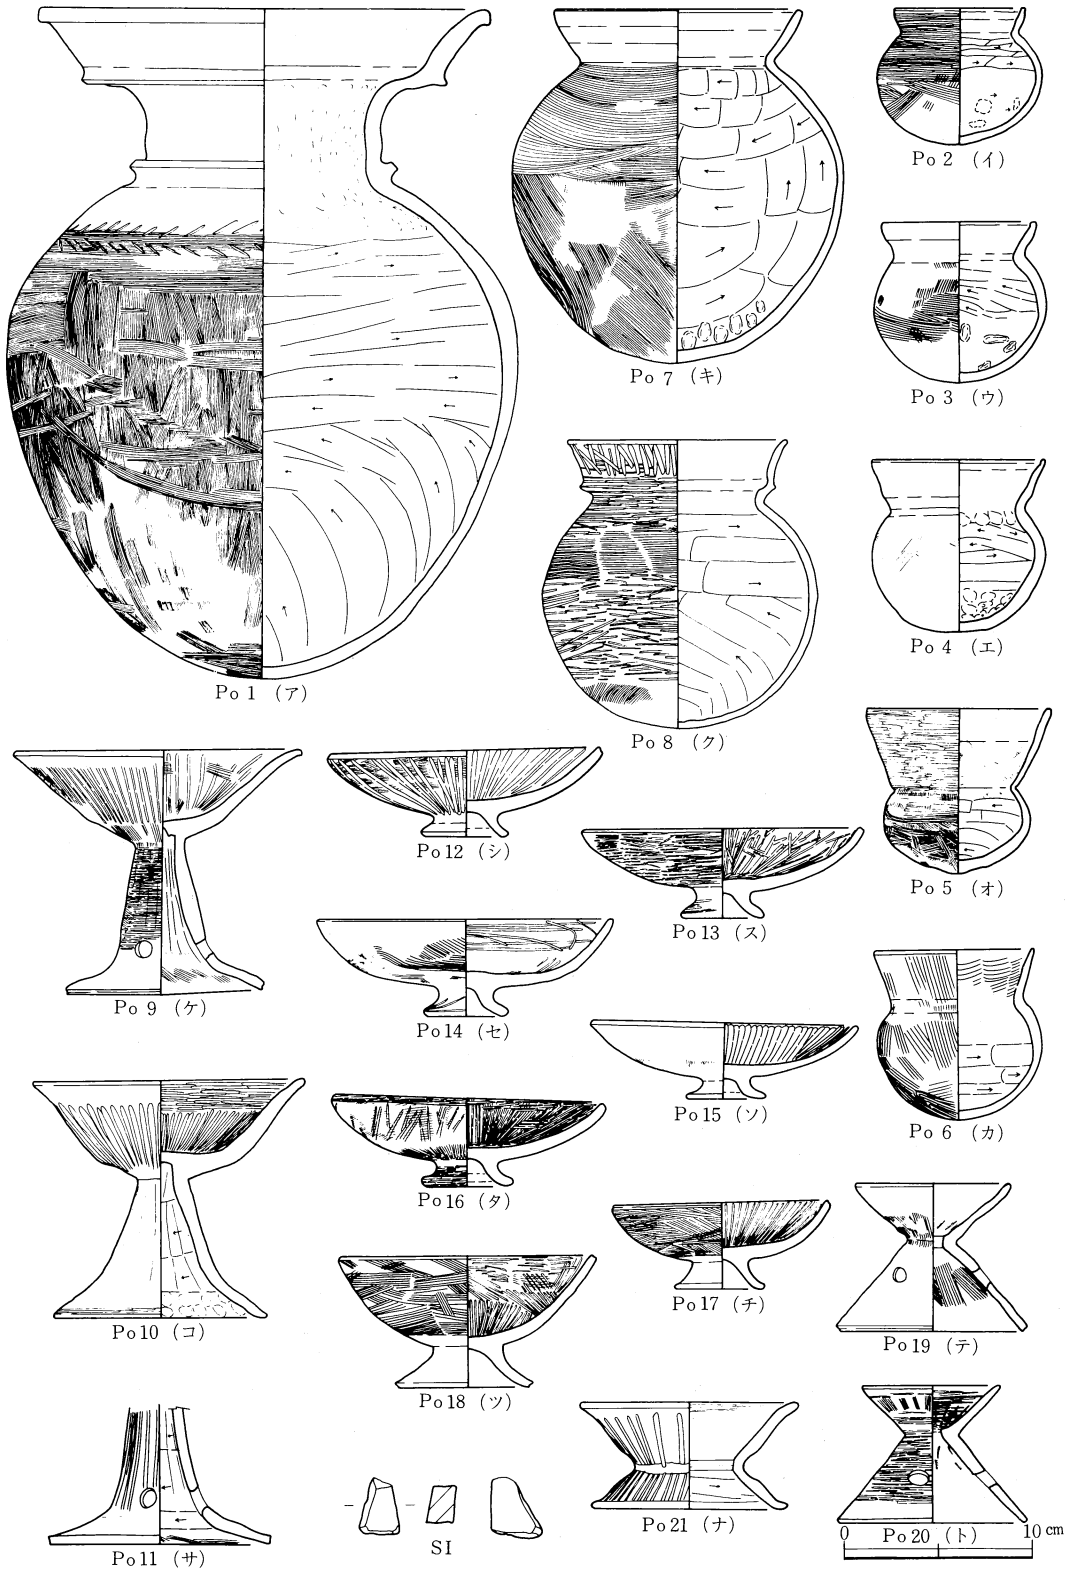 Po 1 (ア)
Po 7 (キ)
Po 2 (イ)
Po 3 (ウ)
Po 8 (ク)
Po 4 (エ)
Po 5 (オ)
Po 9 (ケ)
Po 12 (シ)
Po 13 (ス)
Po 14 (セ)
Po 15 (ソ)
Po 6 (カ)
Po 10 (コ)
Po 16 (タ)
Po 17 (チ)
Po 18 (ツ)
Po 19 (テ)
Po 11 (サ)
SI
Po 21 (ナ)
Po 20 (ト)
0 10 cm